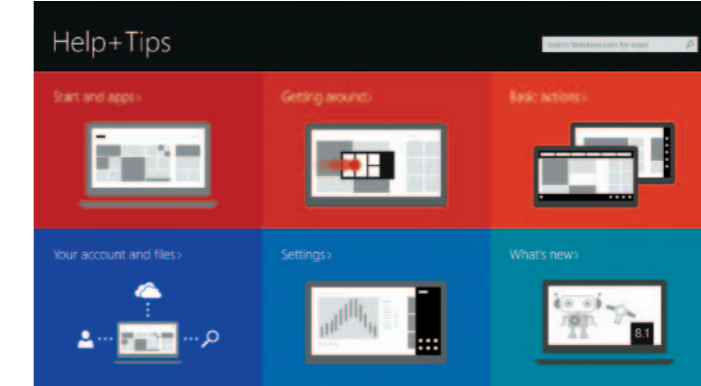 Help+Tips
Search Windows.com for more
Start and apps›
Getting around›
Basic actions›
Your account and files›
Settings›
What's new›
8.1